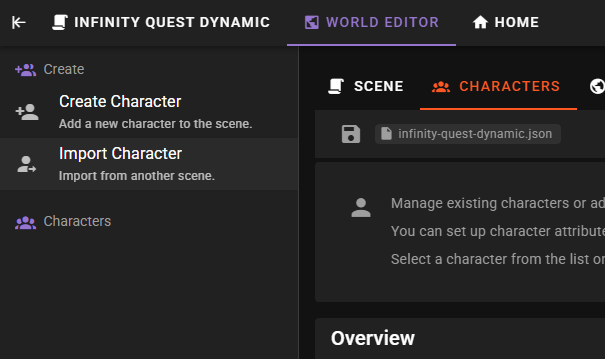 INFINITY QUEST DYNAMIC
WORLD EDITOR
HOME
Create
Create Character
Add a new character to the scene.
Import Character
Import from another scene.
Characters
SCENE
CHARACTERS
infinity-quest-dynamic.json
Manage existing characters or ad
You can set up character attribute
Select a character from the list or
Overview